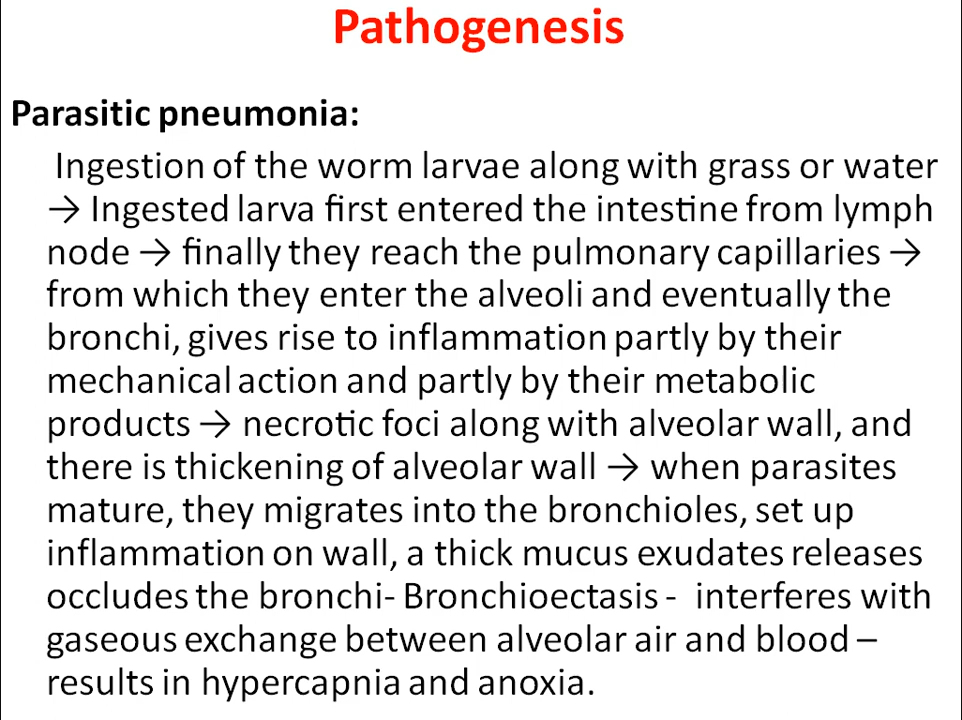 Pathogenesis
Parasitic pneumonia:
Ingestion of the worm larvae along with grass or water
→ Ingested larva first entered the intestine from lymph
node → finally they reach the pulmonary capillaries →
from which they enter the alveoli and eventually the
bronchi, gives rise to inflammation partly by their
mechanical action and partly by their metabolic
products → necrotic foci along with alveolar wall, and
there is thickening of alveolar wall → when parasites
mature, they migrates into the bronchioles, set up
inflammation on wall, a thick mucus exudates releases
occludes the bronchi- Bronchioectasis - interferes with
gaseous exchange between alveolar air and blood –
results in hypercapnia and anoxia.